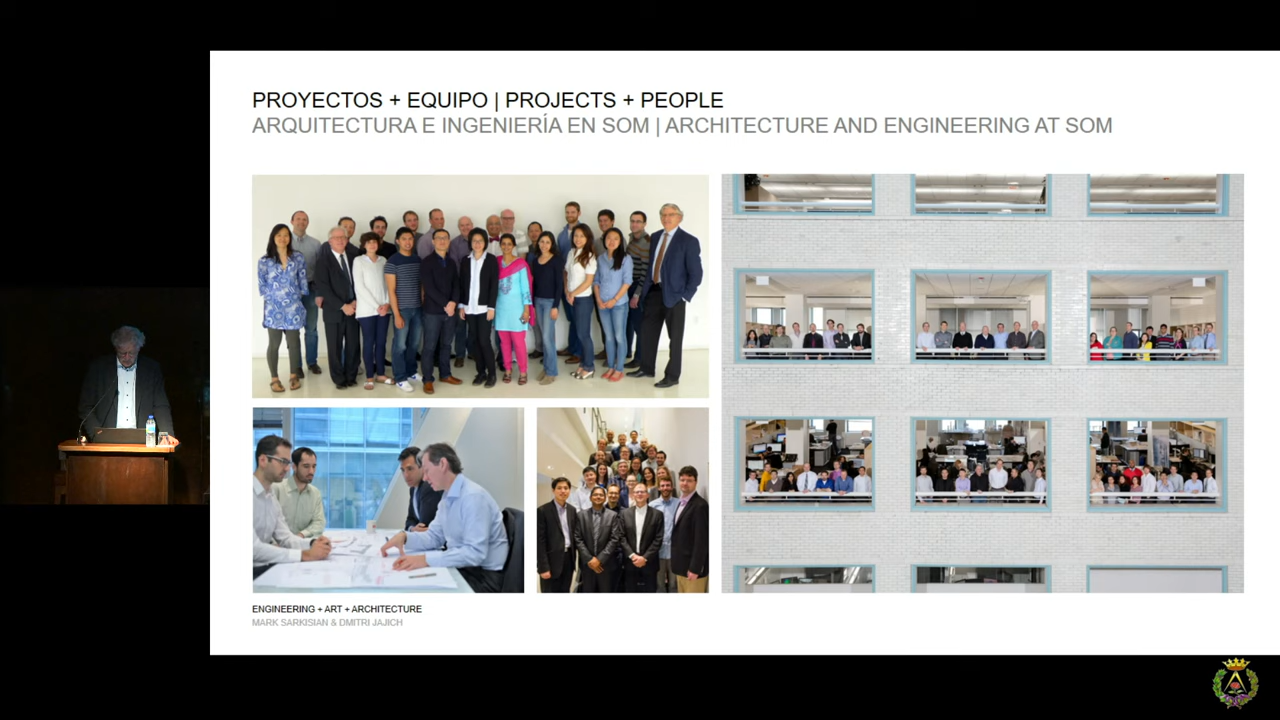 PROYECTOS + EQUIPO | PROJECTS + PEOPLE
ARQUITECTURA E INGENIERÍA EN SOM | ARCHITECTURE AND ENGINEERING AT SOM
ENGINEERING + ART + ARCHITECTURE
MARK SARKISIAN & DMITRI JAJICH